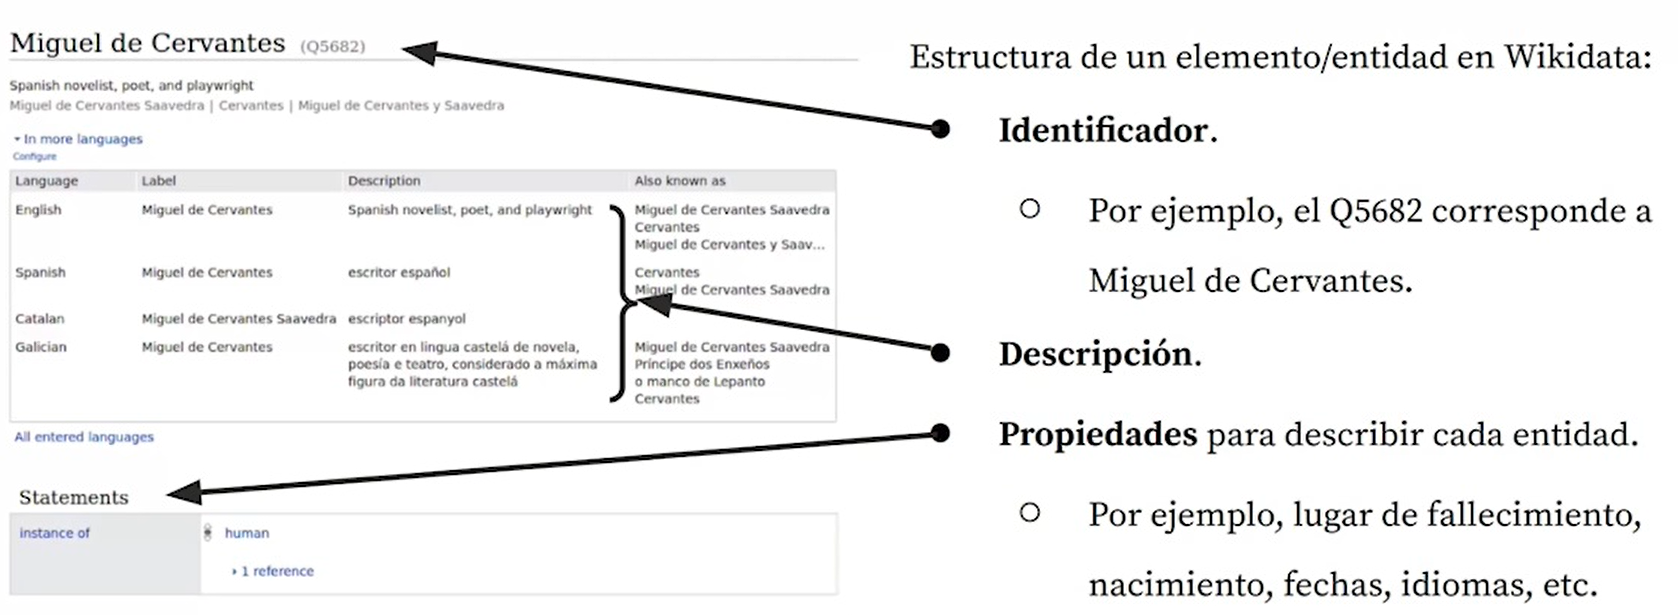 Miguel de Cervantes (Q5682)
Spanish novelist, poet, and playwright
Miguel de Cervantes Saavedra | Cervantes | Miguel de Cervantes y Saavedra
In more languages
Configure
Language Label Description Also known as
English Miguel de Cervantes Spanish novelist, poet, and playwright Miguel de Cervantes Saavedra
Cervantes
Miguel de Cervantes y Saav...
Spanish Miguel de Cervantes escritor español Cervantes
Miguel de Cervantes Saavedra
Catalan Miguel de Cervantes Saavedra escriptor espanyol
Galician Miguel de Cervantes escritor en lingua castelá de novela, Miguel de Cervantes Saavedra
poesía e teatro, considerado a máxima Príncipe dos Enxeños
figura da literatura castelá o manco de Lepanto
Cervantes
All entered languages
Statements
instance of human
1 reference
Estructura de un elemento/entidad en Wikidata:
Identificador.
Por ejemplo, el Q5682 corresponde a
Miguel de Cervantes.
Descripción.
Propiedades para describir cada entidad.
Por ejemplo, lugar de fallecimiento,
nacimiento, fechas, idiomas, etc.